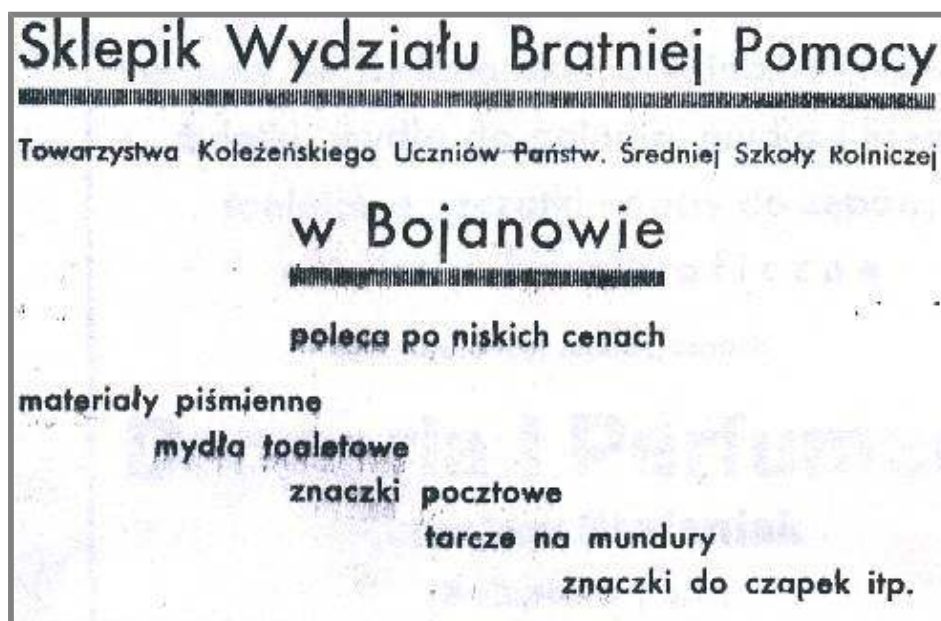 Sklepik Wydziału Bratniej Pomocy
Towarzystwa Koleżeńskiego Uczniów Państw. Średniej Szkoły Rolniczej
w Bojanowie
poleca po niskich cenach
materiały piśmienne
mydła toaletowe
znaczki pocztowe
tarcze na mundury
znaczki do czapek itp.